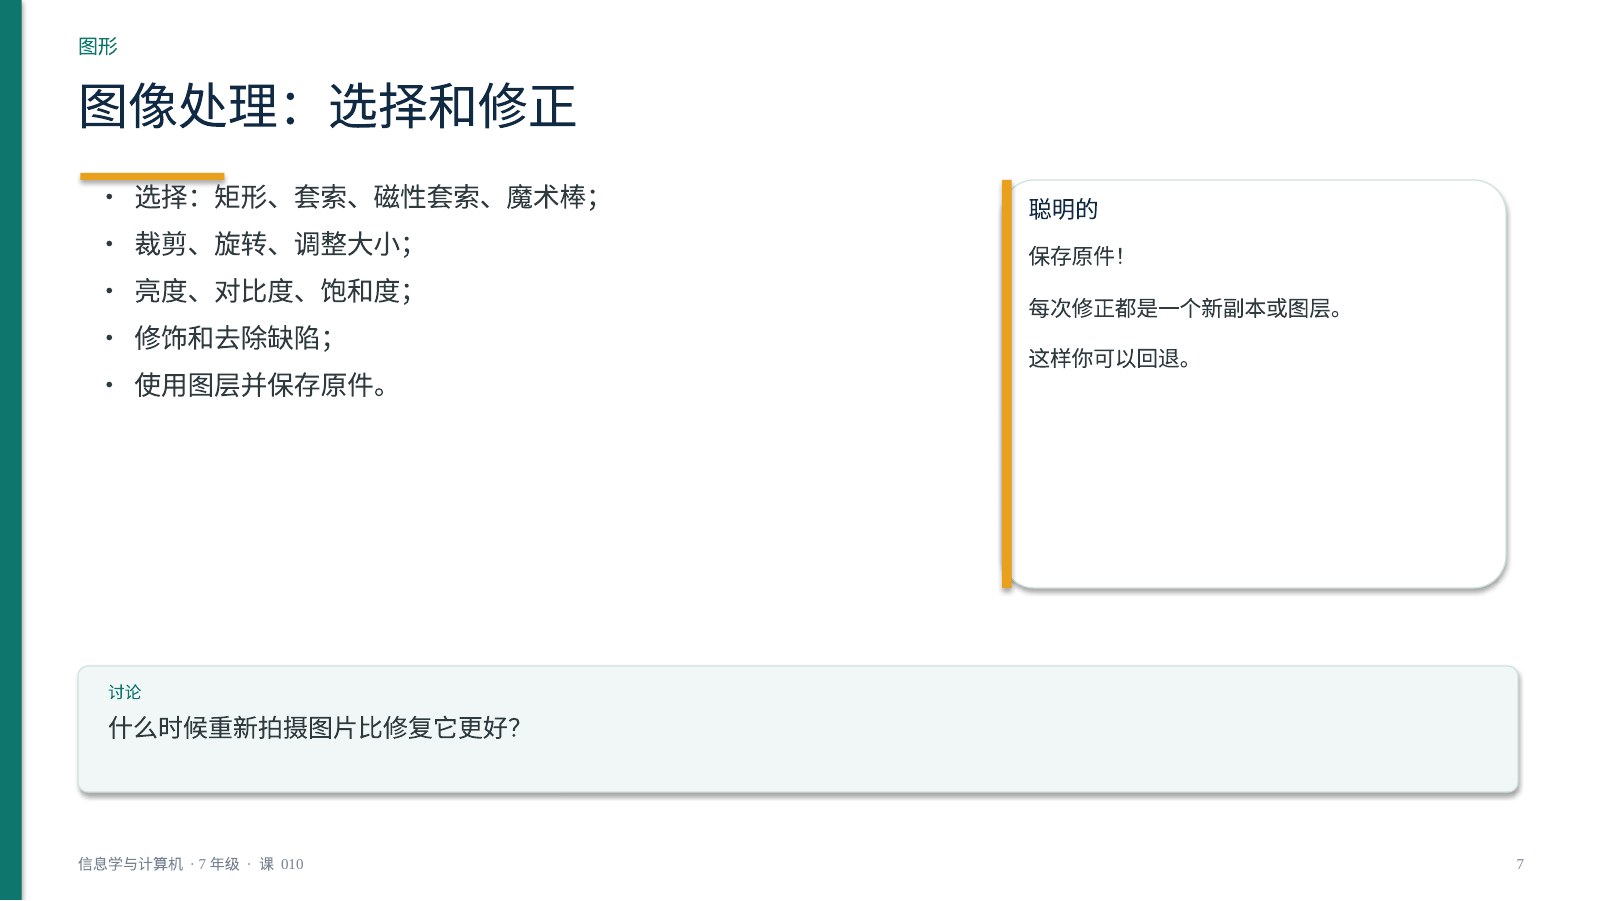 图形
图像处理：选择和修正
• 选择：矩形、套索、磁性套索、魔术棒；
• 裁剪、旋转、调整大小；
• 亮度、对比度、饱和度；
• 修饰和去除缺陷；
• 使用图层并保存原件。
聪明的
保存原件！
每次修正都是一个新副本或图层。
这样你可以回退。
讨论
什么时候重新拍摄图片比修复它更好？
信息学与计算机 · 7 年级 · 课 010
7